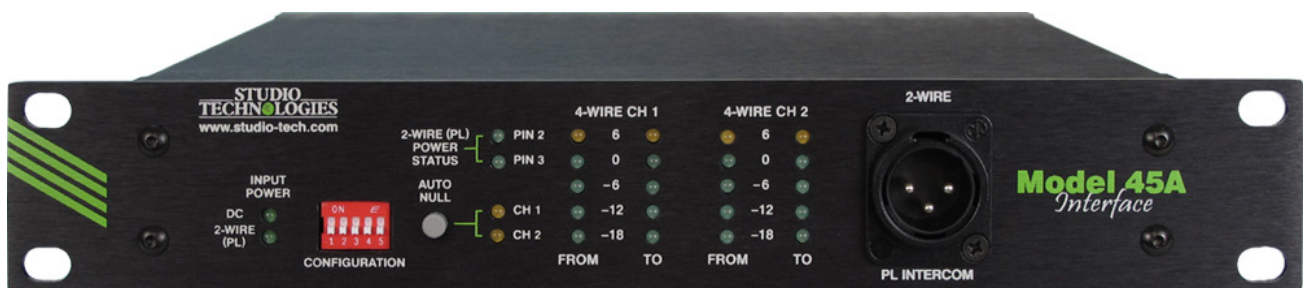 STUDIO
TECHNOLOGIES
www.studio-tech.com
INPUT
POWER
DC
2-WIRE
(PL)
ON E
1 2 3 4 5
CONFIGURATION
2-WIRE (PL)
POWER
STATUS
PIN 2
PIN 3
AUTO
NULL
CH 1
CH 2
4-WIRE CH 1
6
0
-6
-12
-18
FROM TO
4-WIRE CH 2
6
0
-6
-12
-18
FROM TO
2-WIRE
PL INTERCOM
Model 45A
Interface